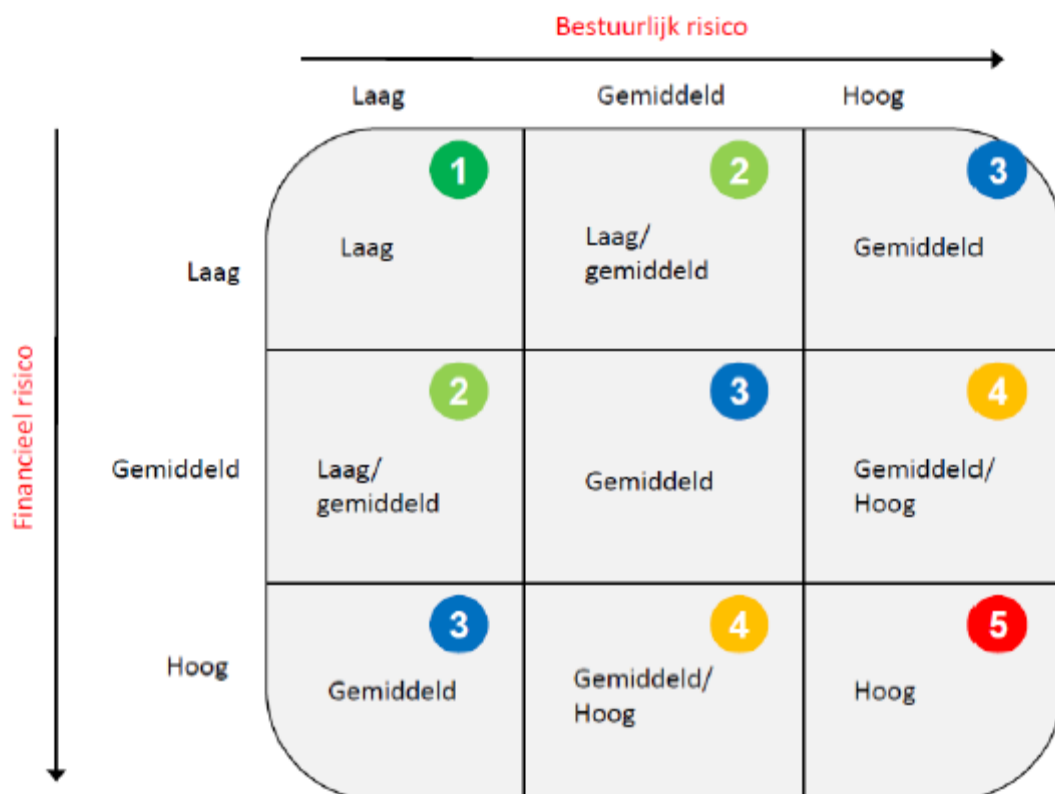 Bestuurlijk risico
Laag Gemiddeld Hoog
Financieel risico
Laag
1
Laag
2
Laag/
gemiddeld
3
Gemiddeld
Gemiddeld
2
Laag/
gemiddeld
3
Gemiddeld
4
Gemiddeld/
Hoog
Hoog
3
Gemiddeld
4
Gemiddeld/
Hoog
5
Hoog